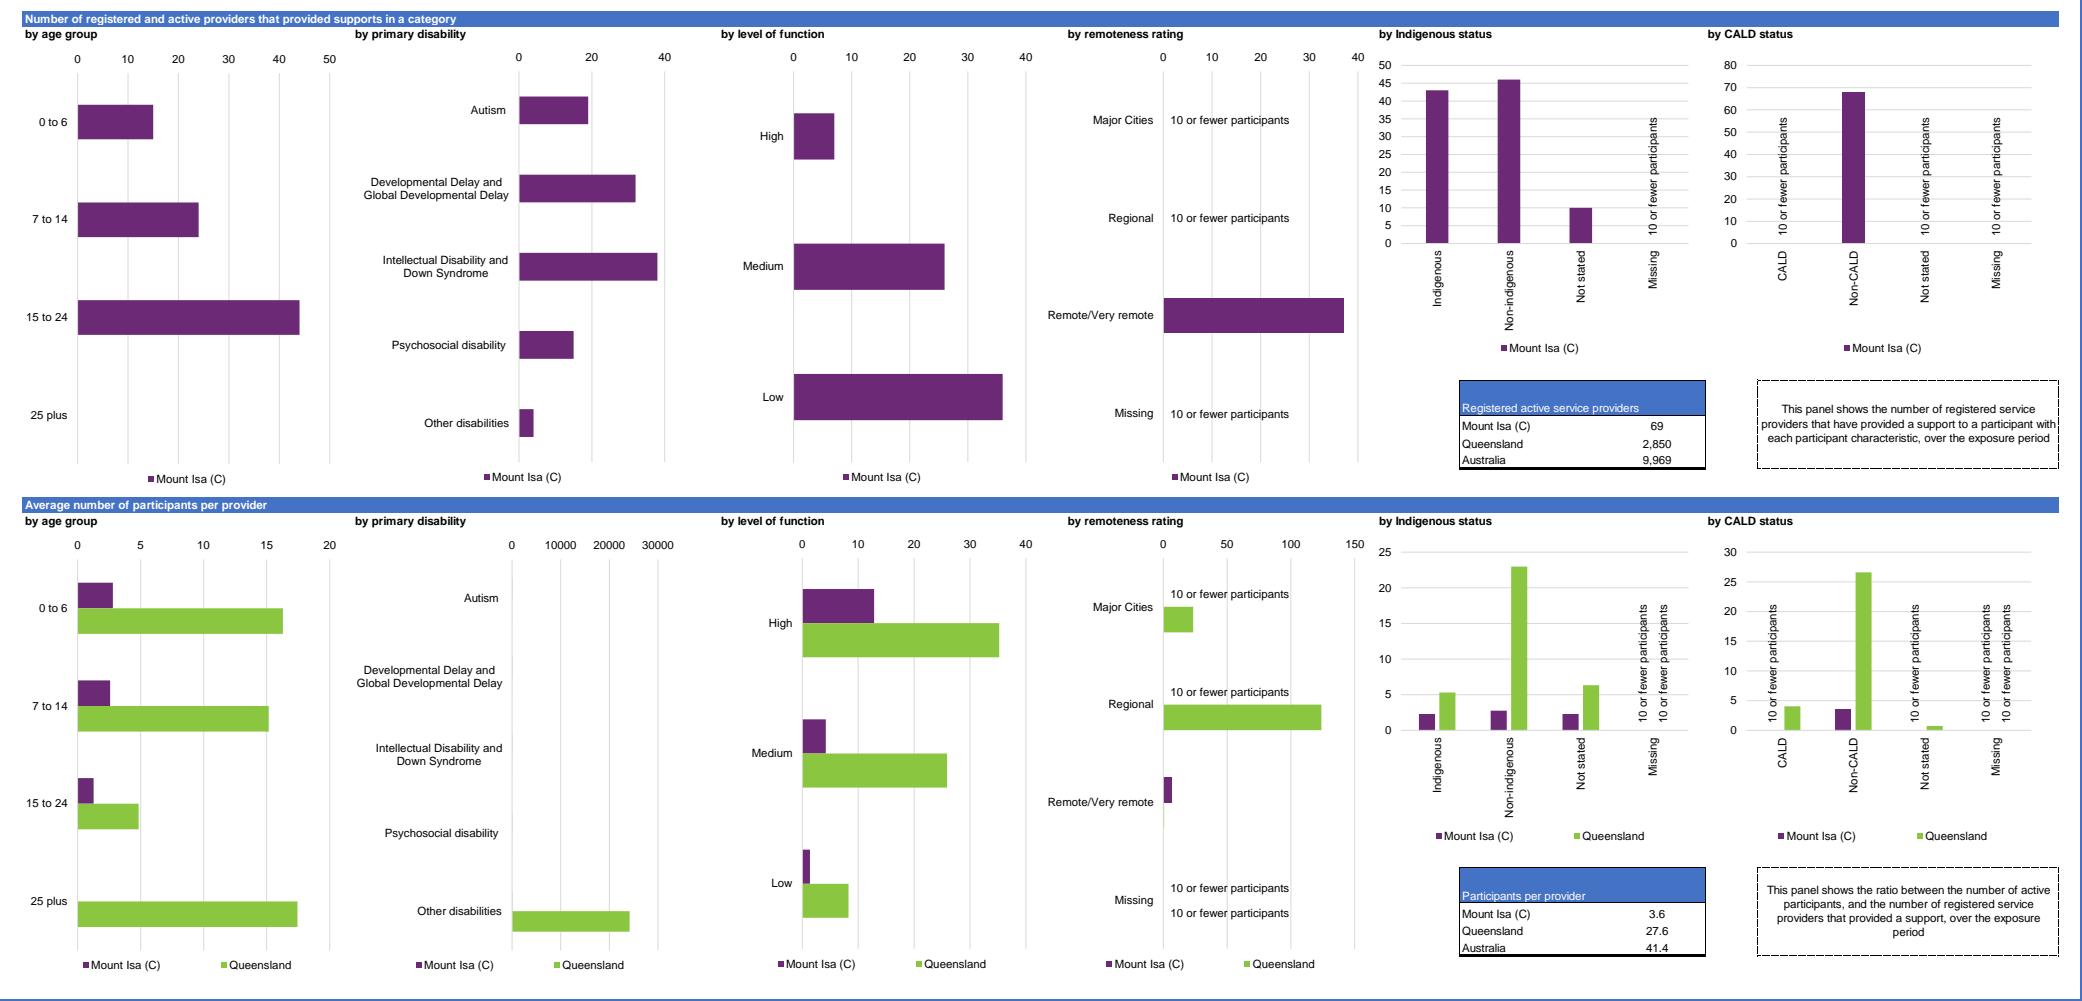 Number of registered and active providers that provided supports in a category
by age group
0 10 20 30 40 50
0 to 6
7 to 14
15 to 24
25 plus
Mount Isa (C)
by primary disability
0 20 40
Autism
Developmental Delay and
Global Developmental Delay
Intellectual Disability and
Down Syndrome
Psychosocial disability
Other disabilities
Mount Isa (C)
by level of function
0 10 20 30 40
High
Medium
Low
Mount Isa (C)
by remoteness rating
0 10 20 30 40
Major Cities 10 or fewer participants
Regional 10 or fewer participants
Remote/Very remote
Missing 10 or fewer participants
Mount Isa (C)
by Indigenous status
50
45
40
35
30
25
20
15
10
5
0
10 or fewer participants
Indigenous
Non-indigenous
Not stated
Missing
Mount Isa (C)
by CALD status
80
70
60
50
40
30
20
10
0
10 or fewer participants
10 or fewer participants
10 or fewer participants
CALD
Non-CALD
Not stated
Missing
Mount Isa (C)
Registered active service providers
Mount Isa (C) 69
Queensland 2,850
Australia 9,969
This panel shows the number of registered service
providers that have provided a support to a participant with
each participant characteristic, over the exposure period
Average number of participants per provider
by age group
0 5 10 15 20
0 to 6
7 to 14
15 to 24
25 plus
Mount Isa (C) Queensland
by primary disability
0 10000 20000 30000
Autism
Developmental Delay and
Global Developmental Delay
Intellectual Disability and
Down Syndrome
Psychosocial disability
Other disabilities
Mount Isa (C) Queensland
by level of function
0 10 20 30 40
High
Medium
Low
Mount Isa (C) Queensland
by remoteness rating
0 50 100 150
10 or fewer participants
Major Cities
10 or fewer participants
Regional
Remote/Very remote
10 or fewer participants
Missing
10 or fewer participants
Mount Isa (C) Queensland
by Indigenous status
25
20
15
10
5
0
10 or fewer participants
10 or fewer participants
Indigenous
Non-indigenous
Not stated
Missing
Mount Isa (C) Queensland
by CALD status
30
25
20
15
10
5
0
10 or fewer participants
10 or fewer participants
10 or fewer participants
10 or fewer participants
CALD
Non-CALD
Not stated
Missing
Mount Isa (C) Queensland
Participants per provider
Mount Isa (C) 3.6
Queensland 27.6
Australia 41.4
This panel shows the ratio between the number of active
participants, and the number of registered service
providers that provided a support, over the exposure
period